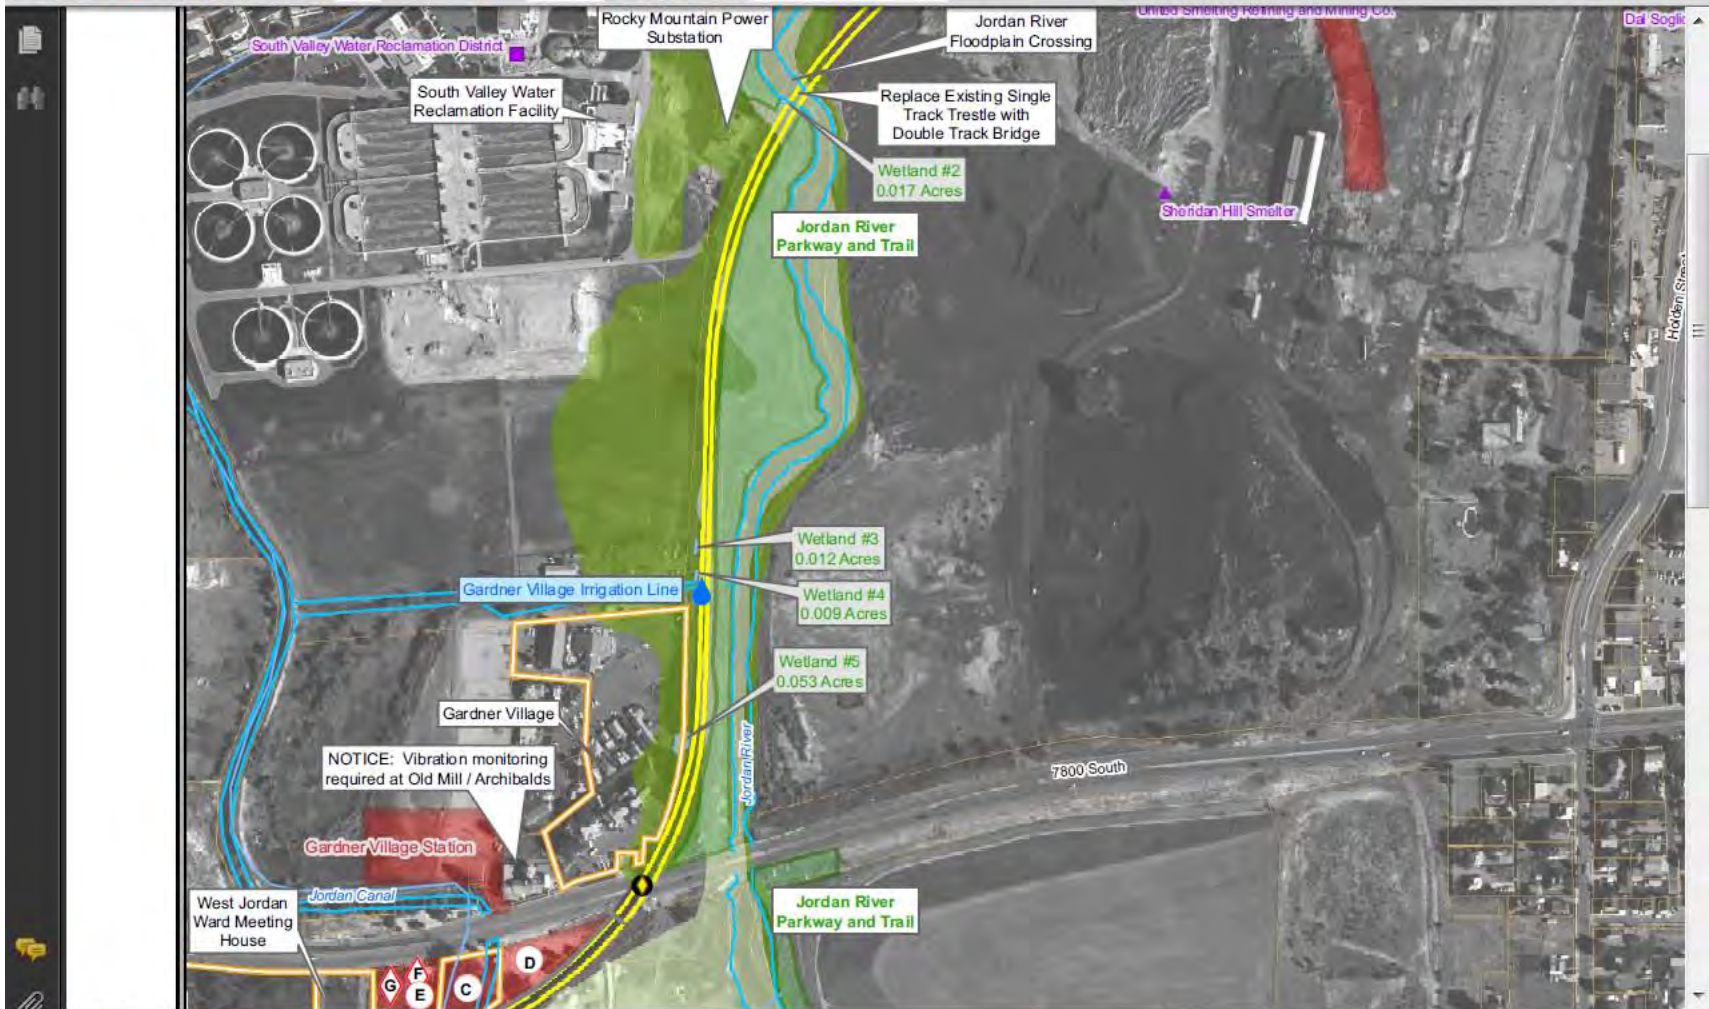 Rocky Mountain Power
Substation
Jordan River
Floodplain Crossing
United Smelting Refining and Mining Co.
Dal Soglio
South Valley Water Reclamation District
South Valley Water
Reclamation Facility
Replace Existing Single
Track Trestle with
Double Track Bridge
Wetland #2
0.017 Acres
Sheridan Hill Smelter
Jordan River
Parkway and Trail
Holden Street
Wetland #3
0.012 Acres
Gardner Village Irrigation Line
Wetland #4
0.009 Acres
Wetland #5
0.053 Acres
Gardner Village
NOTICE: Vibration monitoring
required at Old Mill / Archibalds
Jordan River
7800 South
Gardner Village Station
Jordan Canal
West Jordan
Ward Meeting
House
Jordan River
Parkway and Trail
D
F
G
E
C